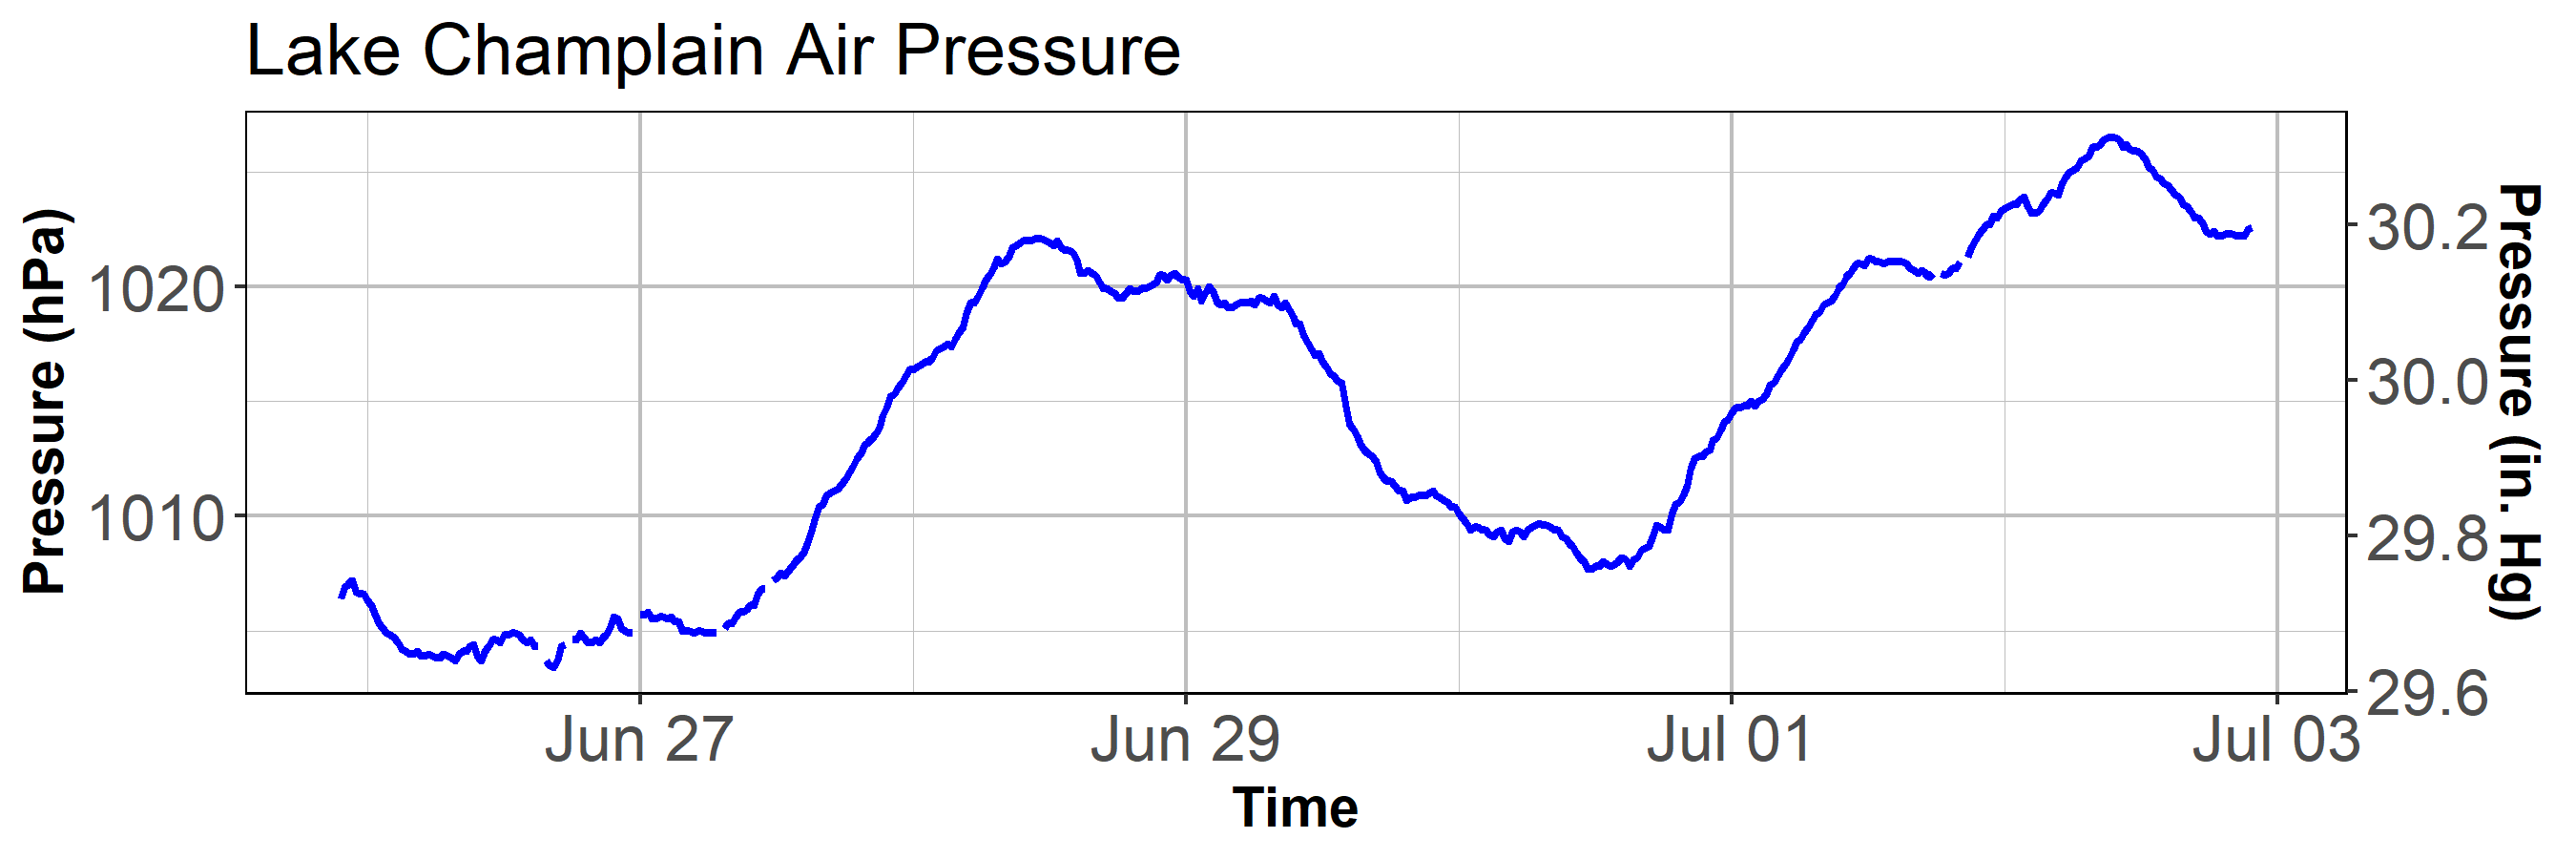 Lake Champlain Air Pressure
Pressure (hPa)
1020
1010
30.2
30.0
29.8
29.6
Pressure (in. Hg)
Jun 27
Jun 29
Jul 01
Jul 03
Time